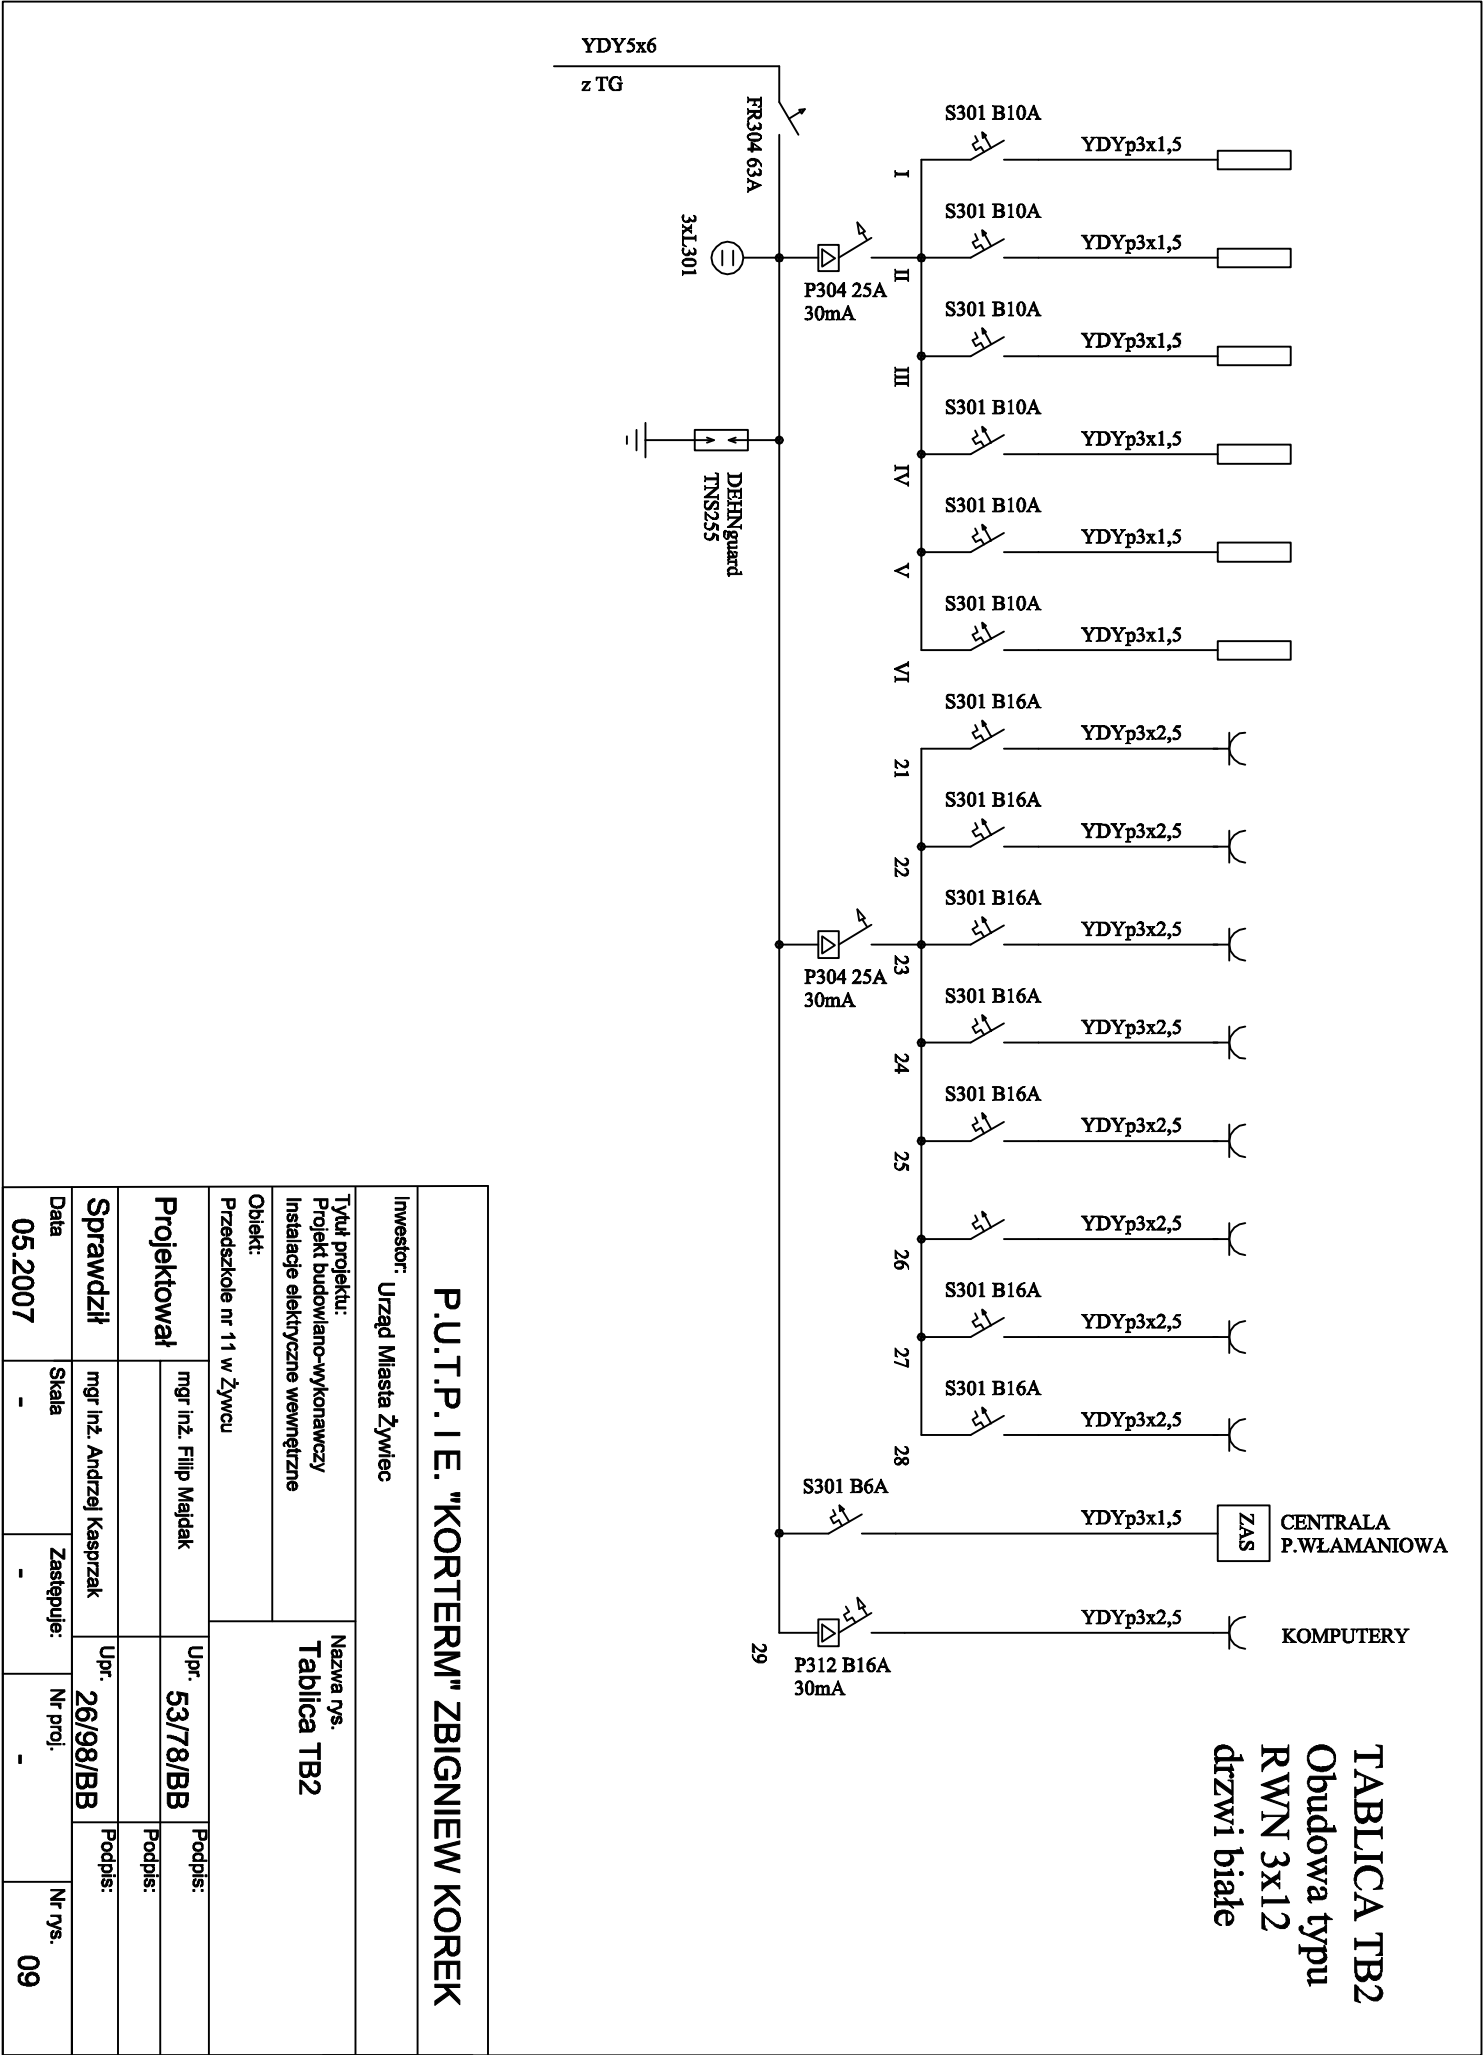 YDY5x6
z TG
FR304 63A
3xL301
P304 25A
30mA
DEHNguard
TNS255
S301 B10A
YDYp3x1,5
I
S301 B10A
YDYp3x1,5
II
S301 B10A
YDYp3x1,5
III
S301 B10A
YDYp3x1,5
IV
S301 B10A
YDYp3x1,5
V
S301 B10A
YDYp3x1,5
VI
S301 B16A
YDYp3x2,5
21
S301 B16A
YDYp3x2,5
22
S301 B16A
YDYp3x2,5
23
P304 25A
30mA
S301 B16A
YDYp3x2,5
24
S301 B16A
YDYp3x2,5
25
YDYp3x2,5
26
S301 B16A
YDYp3x2,5
27
S301 B16A
YDYp3x2,5
28
S301 B6A
YDYp3x1,5
ZAS
CENTRALA
P.WŁAMANIOWA
YDYp3x2,5
KOMPUTERY
29
P312 B16A
30mA
TABLICA TB2
Obudowa typu
RWN 3x12
drzwi białe
P.U.T.P. I E. "KORTERM" ZBIGNIEW KOREK
Inwestor: Urząd Miasta Żywiec
Tytuł projektu:
Projekt budowlano-wykonawczy
Instalacje elektryczne wewnętrzne
Obiekt:
Przedszkole nr 11 w Żywcu
Nazwa rys.
Tablica TB2
Projektował
mgr inż. Filip Majdak
Upr. 53/78/BB
Podpis:
Podpis:
Sprawdził
mgr inż. Andrzej Kasprzak
Upr. 26/98/BB
Podpis:
Data
05.2007
Skala
-
Zastępuje:
-
Nr proj.
-
Nr rys.
09